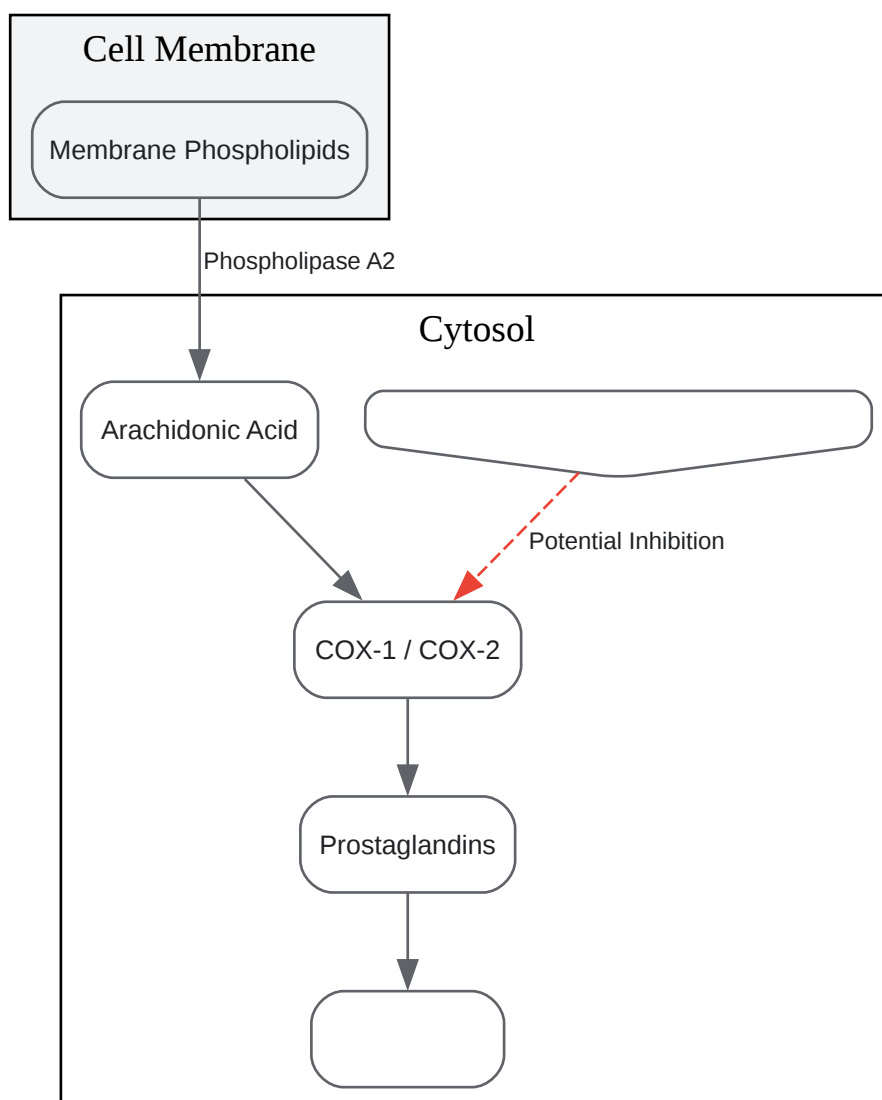 Cell Membrane
Membrane Phospholipids
Phospholipase A2
Cytosol
Arachidonic Acid
Potential Inhibition
COX-1 / COX-2
Prostaglandins